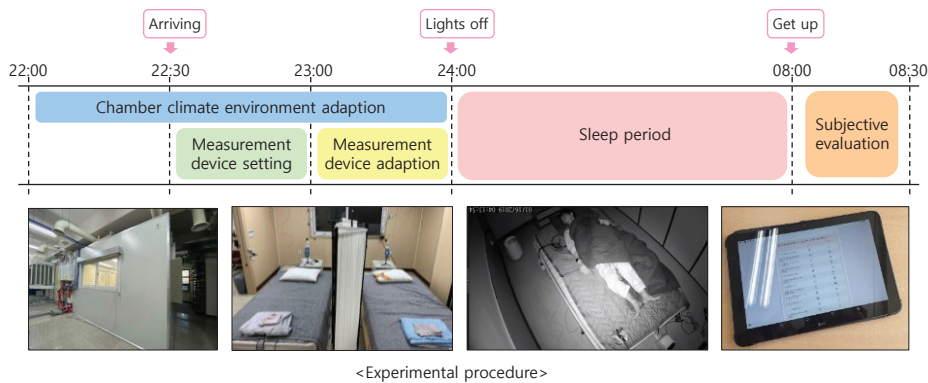 Arriving
Lights off
Get up
22:00
22:30
23:00
24:00
08:00
08:30
Chamber climate environment adaption
Measurement
device setting
Measurement
device adaption
Sleep period
Subjective
evaluation
<Experimental procedure>